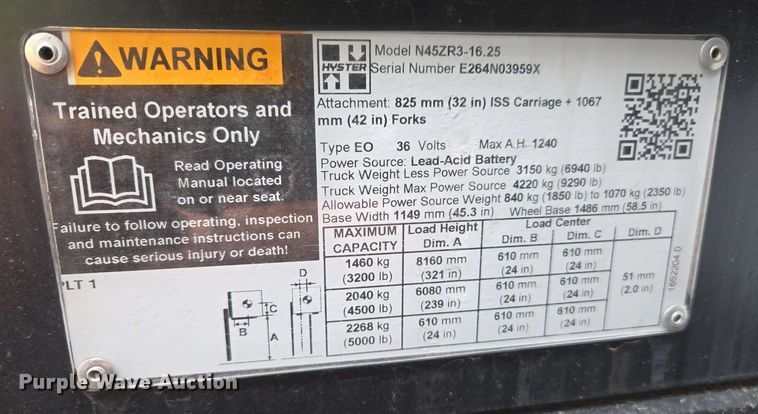 WARNING
Trained Operators and
Mechanics Only
Read Operating
Manual located
on or near seat.
Failure to follow operating, inspection
and maintenance instructions can
cause serious injury or death!
PLT 1
D
C
B
A
HYSTER
Model N45ZR3-16.25
Serial Number E264N03959X
Attachment: 825 mm (32 in) ISS Carriage + 1067
mm (42 in) Forks
Type EO 36 Volts Max A.H. 1240
Power Source: Lead-Acid Battery
Truck Weight Less Power Source 3150 kg (6940 lb)
Truck Weight Max Power Source 4220 kg (9290 lb)
Allowable Power Source Weight 840 kg (1850 lb) to 1070 kg (2350 lb)
Base Width 1149 mm (45.3 in) Wheel Base 1486 mm (58.5 in)
MAXIMUM CAPACITY Load Height Dim. A Load Center Dim. B Dim. C Dim. D
1460 kg (3200 lb) 8160 mm (321 in) 610 mm (24 in) 610 mm (24 in) 51 mm (2.0 in)
2040 kg (4500 lb) 6080 mm (239 in) 610 mm (24 in) 610 mm (24 in)
2268 kg (5000 lb) 610 mm (24 in) 610 mm (24 in) 610 mm (24 in)
1652204.0
Purple Wave Auction